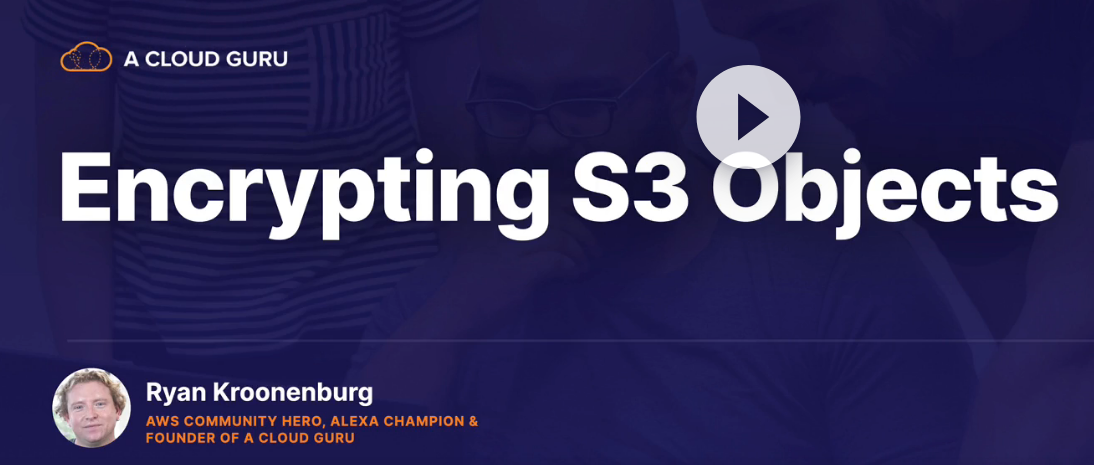 A CLOUD GURU
Encrypting S3 Objects
Ryan Kroonenburg
AWS COMMUNITY HERO, ALEXA CHAMPION &
FOUNDER OF A CLOUD GURU